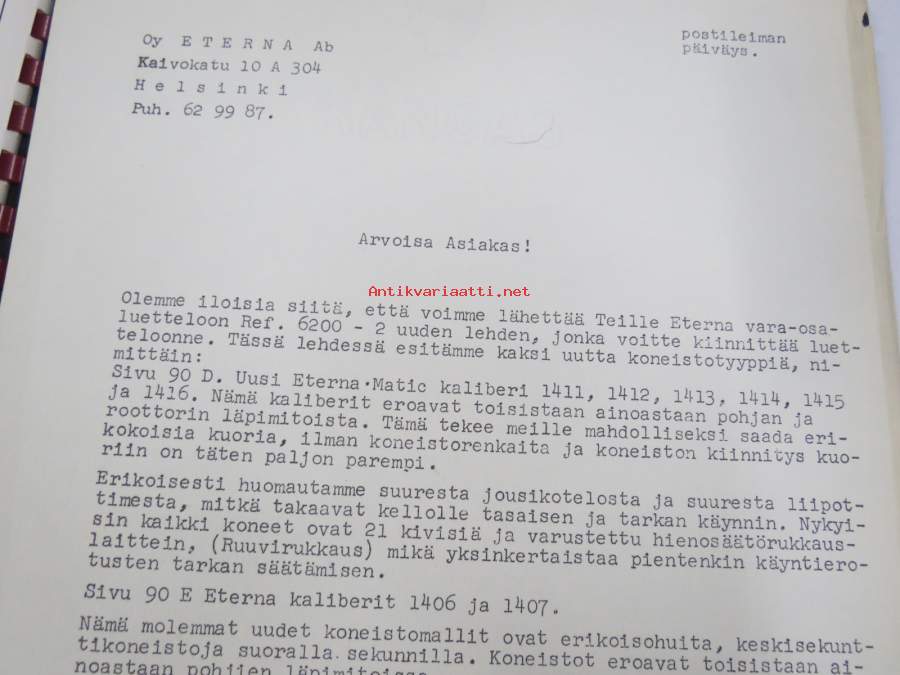 Oy E T E R N A Ab
Kaivokatu 10 A 304
H e l s i n k i
Puh. 62 99 87.
postileiman
päiväys.
Arvoisa Asiakas!
Antikvariaatti.net
Olemme iloisia siitä, että voimme lähettää Teille Eterna vara-osa-
luetteloon Ref. 6200 - 2 uuden lehden, jonka voitte kiinnittää luet-
teloonne. Tässä lehdessä esitämme kaksi uutta koneistotyyppiä, ni-
mittäin:
Sivu 90 D. Uusi Eterna·Matic kaliberi 1411, 1412, 1413, 1414, 1415
ja 1416. Nämä kaliberit eroavat toisistaan ainoastaan pohjan ja
roottorin läpimitoista. Tämä tekee meille mahdolliseksi saada eri-
kokoisia kuoria, ilman koneistorenkaita ja koneiston kiinnitys kuo-
riin on täten paljon parempi.
Erikoisesti huomautamme suuresta jousikotelosta ja suuresta liipot-
timesta, mitkä takaavat kellolle tasaisen ja tarkan käynnin. Nykyi-
sin kaikki koneet ovat 21 kivisiä ja varustettu hienosäätörukkaus-
laittein, (Ruuvirukkaus) mikä yksinkertaistaa pientenkin käyntiero-
tusten tarkan säätämisen.
Sivu 90 E Eterna kaliberit 1406 ja 1407.
Nämä molemmat uudet koneistomallit ovat erikoisohuita, keskisekunt-
tikoneistoja suoralla sekunnilla. Koneistot eroavat toisistaan ai-
noastaan pohjien läpimitoissa